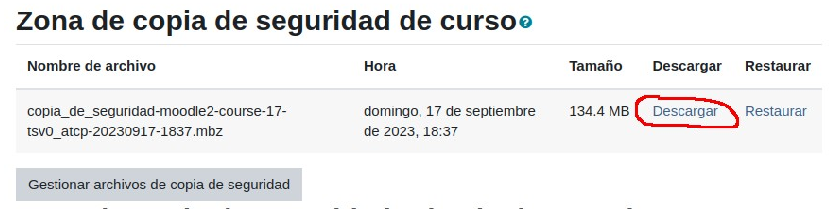 Zona de copia de seguridad de curso
Nombre de archivo Hora Tamaño Descargar Restaurar
copia_de_seguridad-moodle2-course-17- domingo, 17 de septiembre 134.4 MB Descargar Restaurar
tsv0_atcp-20230917-1837.mbz de 2023, 18:37
Gestionar archivos de copia de seguridad